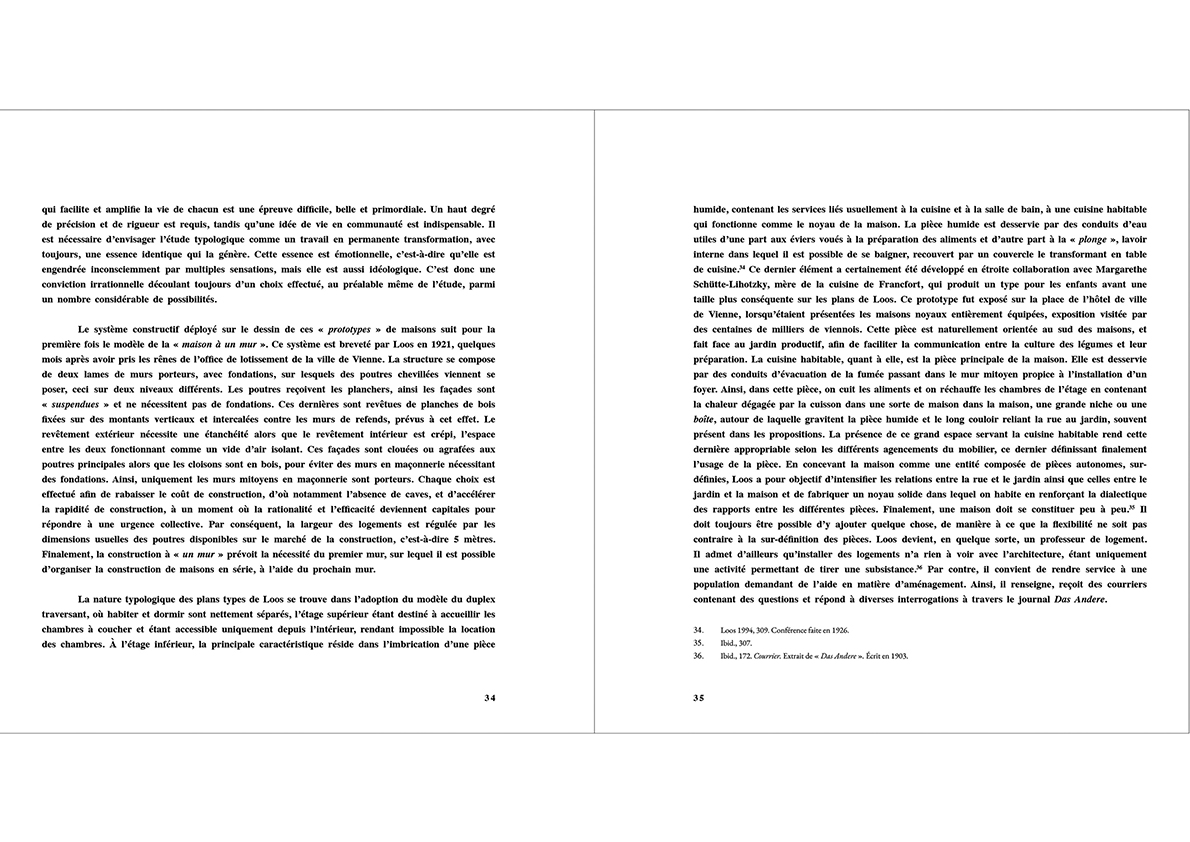 qui facilite et amplifie la vie de chacun est une épreuve difficile, belle et primordiale. Un haut degré
de précision et de rigueur est requis, tandis qu'une idée de vie en communauté est indispensable. Il
est nécessaire d'envisager l'étude typologique comme un travail en permanente transformation, avec
toujours, une essence identique qui la génère. Cette essence est émotionnelle, c'est-à-dire qu'elle est
engendrée inconsciemment par multiples sensations, mais elle est aussi idéologique. C'est donc une
conviction irrationnelle découlant toujours d'un choix effectué, au préalable même de l'étude, parmi
un nombre considérable de possibilités.
Le système constructif déployé sur le dessin de ces « prototypes » de maisons suit pour la
première fois le modèle de la « maison à un mur ». Ce système est breveté par Loos en 1921, quelques
mois après avoir pris les rênes de l'office de lotissement de la ville de Vienne. La structure se compose
de deux lames de murs porteurs, avec fondations, sur lesquels des poutres chevillées viennent se
poser, ceci sur deux niveaux différents. Les poutres reçoivent les planchers, ainsi les façades sont
« suspendues » et ne nécessitent pas de fondations. Ces dernières sont revêtues de planches de bois
fixées sur des montants verticaux et intercalées contre les murs de refends, prévus à cet effet. Le
revêtement extérieur nécessite une étanchéité alors que le revêtement intérieur est crépi, l'espace
entre les deux fonctionnant comme un vide d'air isolant. Ces façades sont clouées ou agrafées aux
poutres principales alors que les cloisons sont en bois, pour éviter des murs en maçonnerie nécessitant
des fondations. Ainsi, uniquement les murs mitoyens en maçonnerie sont porteurs. Chaque choix est
effectué afin de rabaisser le coût de construction, d'où notamment l'absence de caves, et d'accélérer
la rapidité de construction, à un moment où la rationalité et l'efficacité deviennent capitales pour
répondre à une urgence collective. Par conséquent, la largeur des logements est régulée par les
dimensions usuelles des poutres disponibles sur le marché de la construction, c'est-à-dire 5 mètres.
Finalement, la construction à « un mur » prévoit la nécessité du premier mur, sur lequel il est possible
d'organiser la construction de maisons en série, à l'aide du prochain mur.
La nature typologique des plans types de Loos se trouve dans l'adoption du modèle du duplex
traversant, où habiter et dormir sont nettement séparés, l'étage supérieur étant destiné à accueillir les
chambres à coucher et étant accessible uniquement depuis l'intérieur, rendant impossible la location
des chambres. À l'étage inférieur, la principale caractéristique réside dans l'imbrication d'une pièce
34
humide, contenant les services liés usuellement à la cuisine et à la salle de bain, à une cuisine habitable
qui fonctionne comme le noyau de la maison. La pièce humide est desservie par des conduits d'eau
utiles d'une part aux éviers voués à la préparation des aliments et d'autre part à la « plonge », lavoir
interne dans lequel il est possible de se baigner, recouvert par un couvercle le transformant en table
de cuisine.³⁴ Ce dernier élément a certainement été développé en étroite collaboration avec Margarethe
Schütte-Lihotzky, mère de la cuisine de Francfort, qui produit un type pour les enfants avant une
taille plus conséquente sur les plans de Loos. Ce prototype fut exposé sur la place de l'hôtel de ville
de Vienne, lorsqu'étaient présentées les maisons noyaux entièrement équipées, exposition visitée par
des centaines de milliers de viennois. Cette pièce est naturellement orientée au sud des maisons, et
fait face au jardin productif, afin de faciliter la communication entre la culture des légumes et leur
préparation. La cuisine habitable, quant à elle, est la pièce principale de la maison. Elle est desservie
par des conduits d'évacuation de la fumée passant dans le mur mitoyen propice à l'installation d'un
foyer. Ainsi, dans cette pièce, on cuit les aliments et on réchauffe les chambres de l'étage en contenant
la chaleur dégagée par la cuisson dans une sorte de maison dans la maison, une grande niche ou une
boîte, autour de laquelle gravitent la pièce humide et le long couloir reliant la rue au jardin, souvent
présent dans les propositions. La présence de ce grand espace servant la cuisine habitable rend cette
dernière appropriable selon les différents agencements du mobilier, ce dernier définissant finalement
l'usage de la pièce. En concevant la maison comme une entité composée de pièces autonomes, sur-
définies, Loos a pour objectif d'intensifier les relations entre la rue et le jardin ainsi que celles entre le
jardin et la maison et de fabriquer un noyau solide dans lequel on habite en renforçant la dialectique
des rapports entre les différentes pièces. Finalement, une maison doit se constituer peu à peu.³⁵ Il
doit toujours être possible d'y ajouter quelque chose, de manière à ce que la flexibilité ne soit pas
contraire à la sur-définition des pièces. Loos devient, en quelque sorte, un professeur de logement.
Il admet d'ailleurs qu'installer des logements n'a rien à voir avec l'architecture, étant uniquement
une activité permettant de tirer une subsistance.³⁶ Par contre, il convient de rendre service à une
population demandant de l'aide en matière d'aménagement. Ainsi, il renseigne, reçoit des courriers
contenant des questions et répond à diverses interrogations à travers le journal Das Andere.
34. Loos 1994, 309. Conférence faite en 1926.
35. Ibid., 307.
36. Ibid., 172. Courrier. Extrait de « Das Andere ». Écrit en 1903.
35